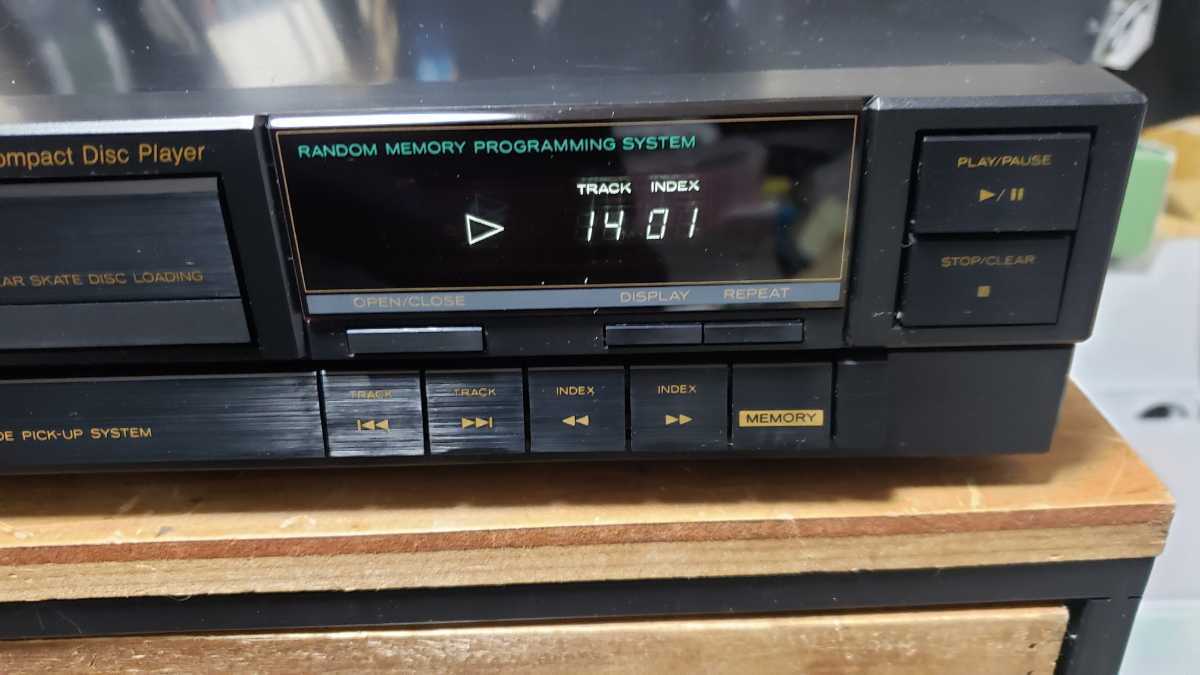 ompact Disc Player
RANDOM MEMORY PROGRAMMING SYSTEM
TRACK INDEX
14 01
AR SKATE DISC LOADING
OPEN/CLOSE DISPLAY REPEAT
PLAY/PAUSE
STOP/CLEAR
TRACK TRACK INDEX INDEX
MEMORY
DE PICK-UP SYSTEM